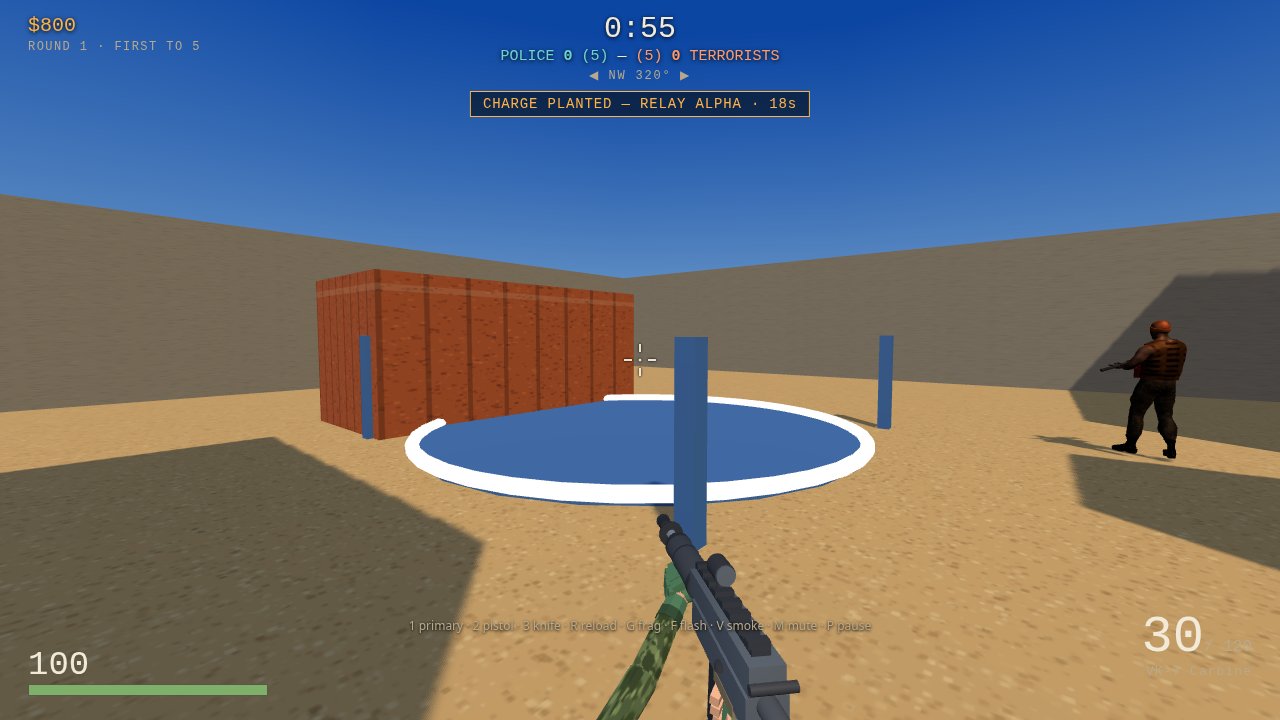 $800
ROUND 1 · FIRST TO 5
0:55
POLICE 0 (5) — (5) 0 TERRORISTS
◀ NW 320° ▶
CHARGE PLANTED — RELAY ALPHA · 18s
1 primary · 2 pistol · 3 knife · R reload · G frag · F flash · V smoke · M mute · P pause
100
30
Carbine